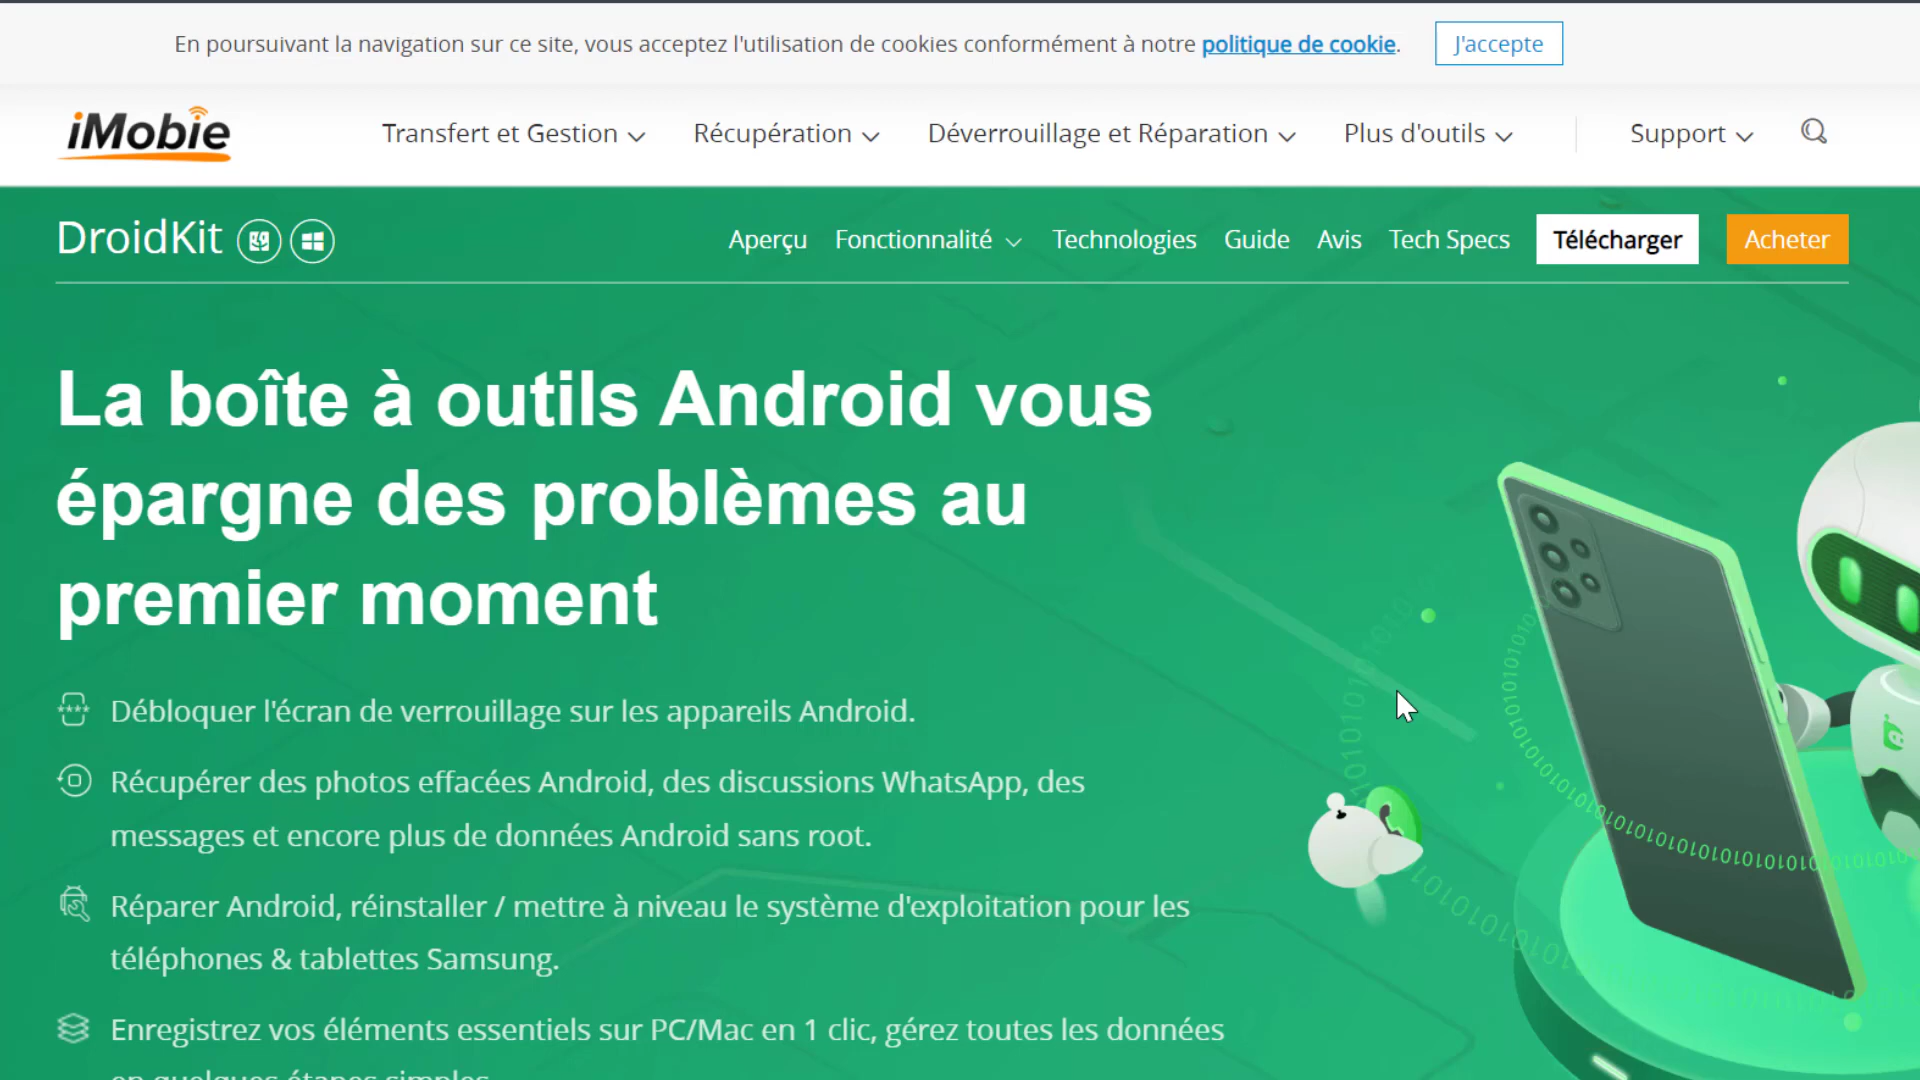 En poursuivant la navigation sur ce site, vous acceptez l'utilisation de cookies conformément à notre politique de cookie. J'accepte
iMobie Transfert et Gestion Récupération Déverrouillage et Réparation Plus d'outils Support
DroidKit Aperçu Fonctionnalité Technologies Guide Avis Tech Specs Télécharger Acheter
La boîte à outils Android vous
épargne des problèmes au
premier moment
Débloquer l'écran de verrouillage sur les appareils Android.
Récupérer des photos effacées Android, des discussions WhatsApp, des
messages et encore plus de données Android sans root.
Réparer Android, réinstaller / mettre à niveau le système d'exploitation pour les
téléphones & tablettes Samsung.
Enregistrez vos éléments essentiels sur PC/Mac en 1 clic, gérez toutes les données
en quelques étapes simples.